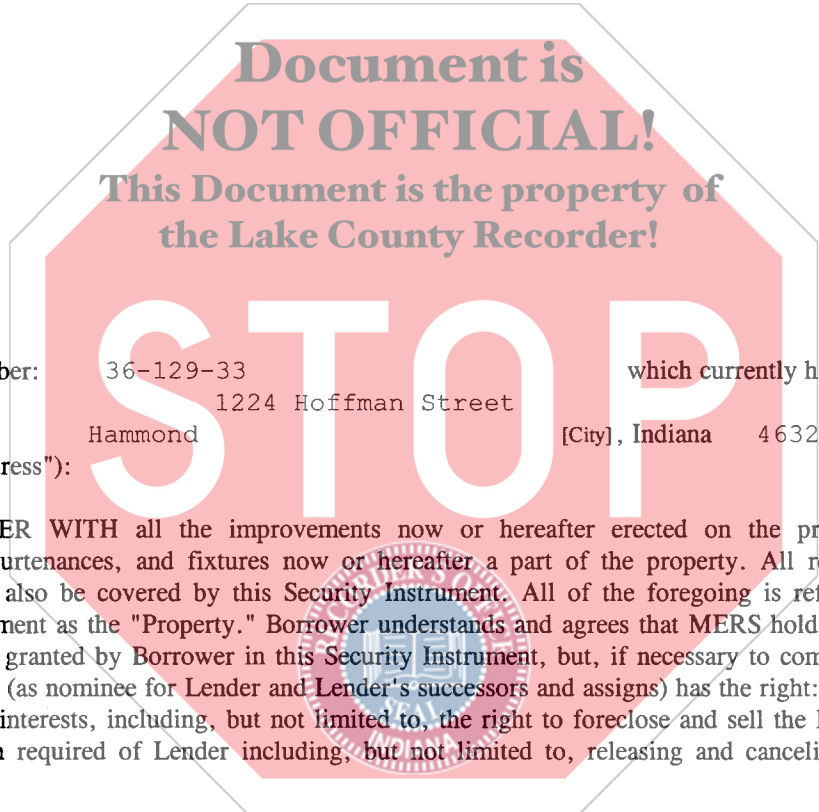 Document is
NOT OFFICIAL!
This Document is the property of
the Lake County Recorder!
STOP
ber: 36-129-33 which currently h
1224 Hoffman Street
Hammond [City], Indiana 4632
ress"):
ER WITH all the improvements now or hereafter erected on the pr
urtenances, and fixtures now or hereafter a part of the property. All r
also be covered by this Security Instrument. All of the foregoing is ref
ment as the "Property." Borrower understands and agrees that MERS hold
granted by Borrower in this Security Instrument, but, if necessary to com
(as nominee for Lender and Lender's successors and assigns) has the right:
interests, including, but not limited to, the right to foreclose and sell the
required of Lender including, but not limited to, releasing and canceli
RECORDER'S OFFICE
SEAL
INDIANA